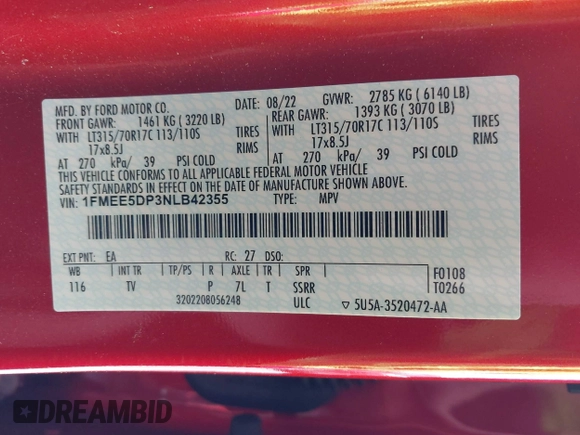 MFD. BY FORD MOTOR CO. DATE: 08/22 GVWR: 2785 KG ( 6140 LB)
FRONT GAWR: 1461 KG ( 3220 LB) REAR GAWR: 1393 KG ( 3070 LB)
WITH LT315/70R17C 113/110S TIRES WITH LT315/70R17C 113/110S TIRES
17x8.5J RIMS 17x8.5J RIMS
AT 270 kPa/ 39 PSI COLD AT 270 kPa/ 39 PSI COLD
THIS VEHICLE CONFORMS TO ALL APPLICABLE FEDERAL MOTOR VEHICLE
SAFETY STANDARDS IN EFFECT ON THE DATE OF MANUFACTURE SHOWN ABOVE.
VIN: 1FMEE5DP3NLB42355 TYPE: MPV
EXT PNT: EA RC: 27 DSO:
WB INT TR TP/PS R AXLE TR SPR F0108
116 TV P 7L T SSRR T0266
3202208056248 ULC ▽ 5U5A-3520472-AA
DREAMBID